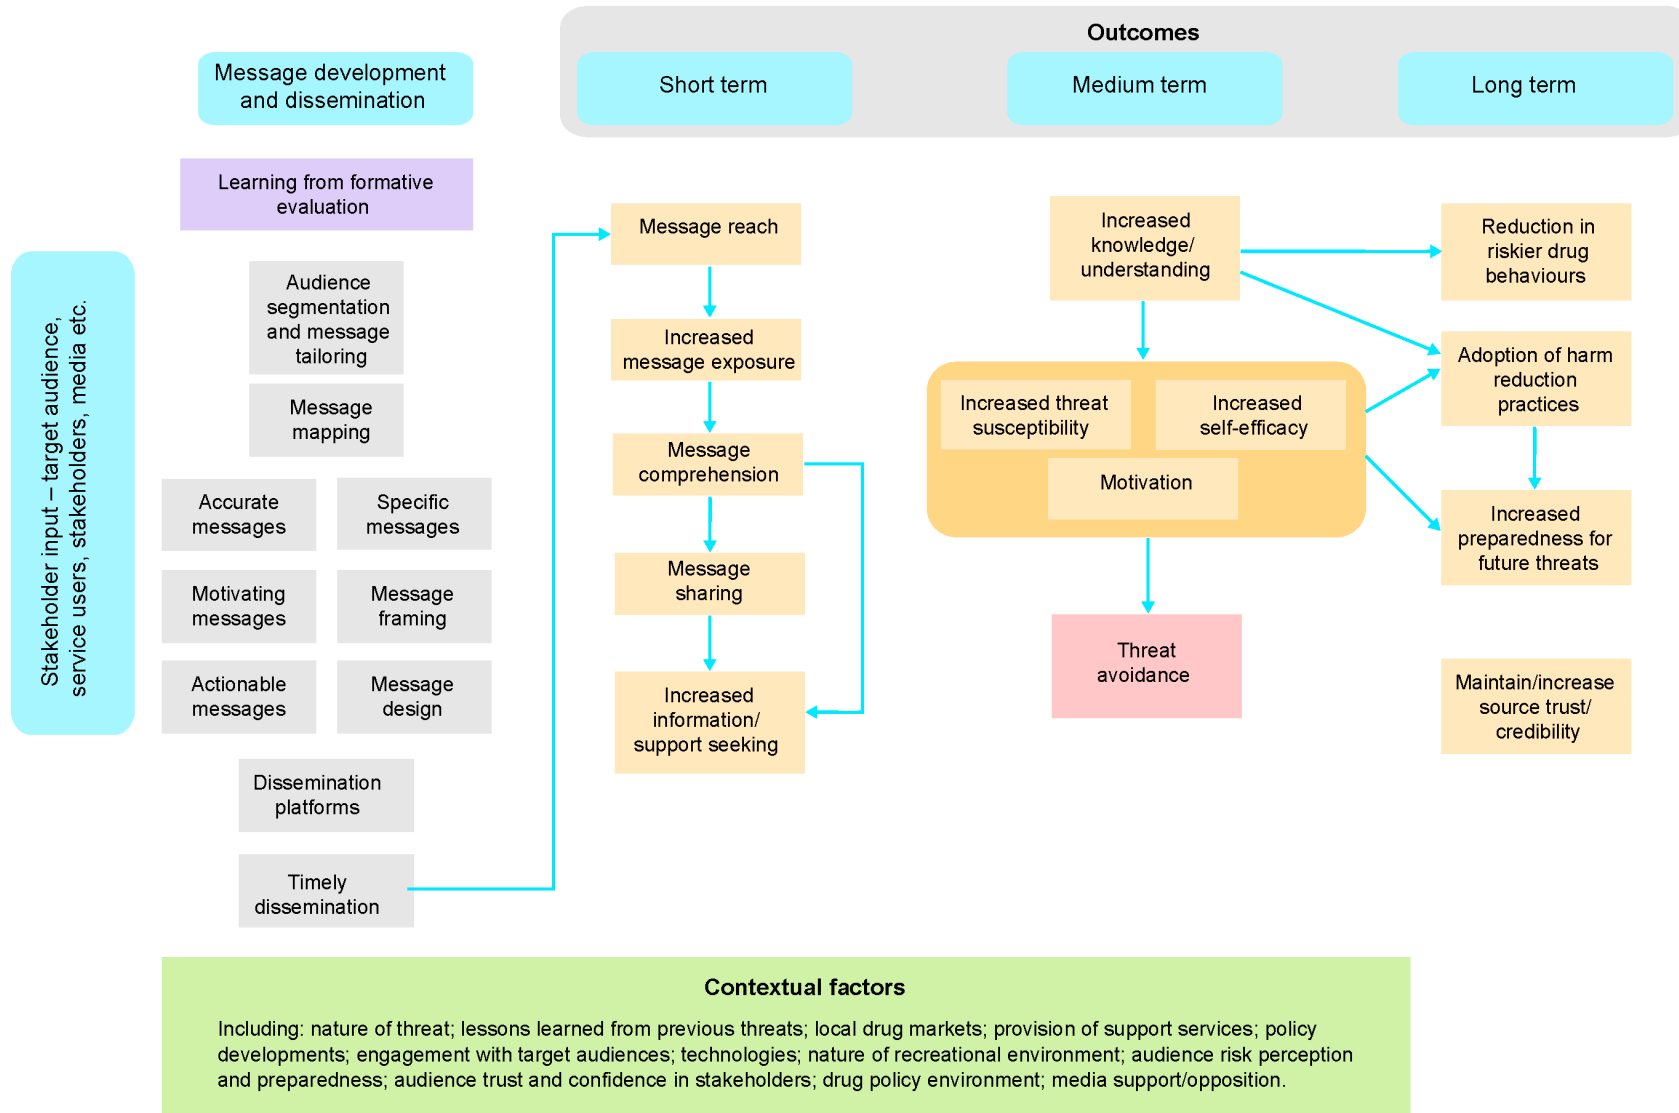 Outcomes
Message development
and dissemination
Short term
Medium term
Long term
Learning from formative
evaluation
Stakeholder input – target audience,
service users, stakeholders, media etc.
Audience
segmentation
and message
tailoring
Message
mapping
Accurate
messages
Specific
messages
Motivating
messages
Message
framing
Actionable
messages
Message
design
Dissemination
platforms
Timely
dissemination
Message reach
Increased
message exposure
Message
comprehension
Message
sharing
Increased
information/
support seeking
Increased
knowledge/
understanding
Increased threat
susceptibility
Increased
self-efficacy
Motivation
Threat
avoidance
Reduction in
riskier drug
behaviours
Adoption of harm
reduction
practices
Increased
preparedness for
future threats
Maintain/increase
source trust/
credibility
Contextual factors
Including: nature of threat; lessons learned from previous threats; local drug markets; provision of support services; policy
developments; engagement with target audiences; technologies; nature of recreational environment; audience risk perception
and preparedness; audience trust and confidence in stakeholders; drug policy environment; media support/opposition.